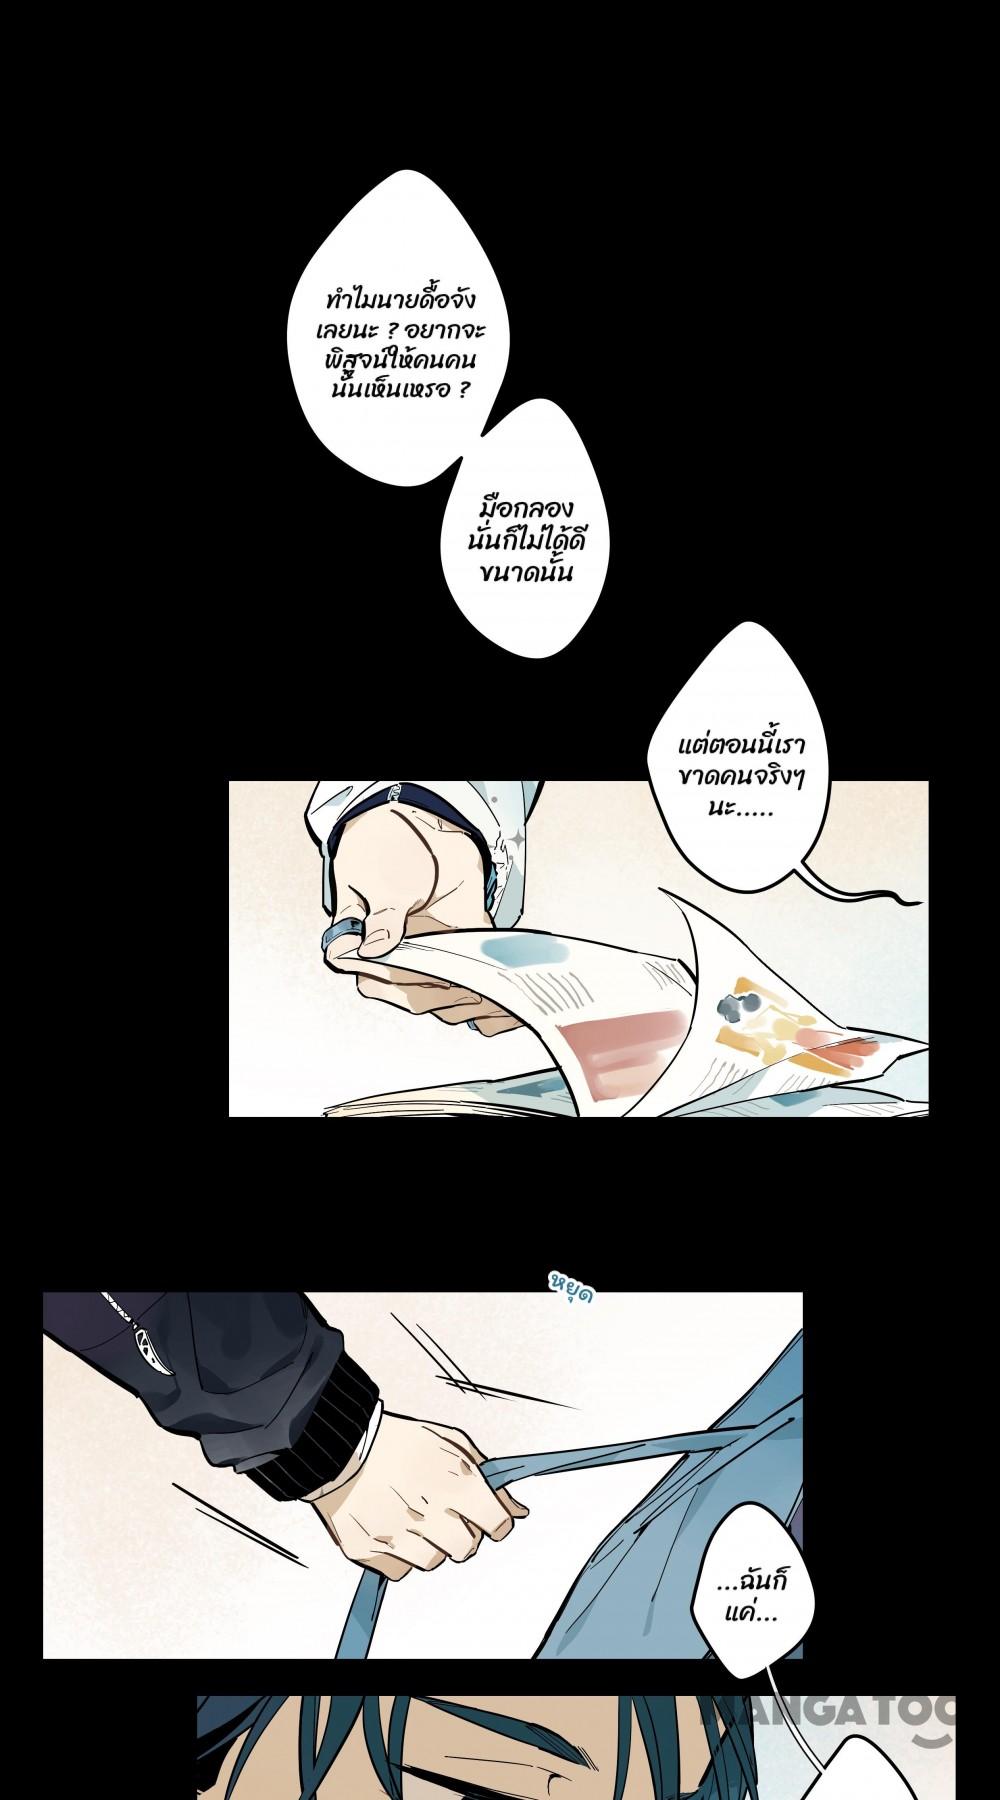 ทำไมนายดื้อจัง
เลยนะ ? อยากจะ
พิสูจน์ให้คนคน
นั้นเห็นเหรอ ?
มือกลอง
นั่นก็ไม่ได้ดี
ขนาดนั้น
แต่ตอนนี้เรา
ขาดคนจริงๆ
นะ.....
หยุด
...ฉันก็
แค่...
MANGATOO